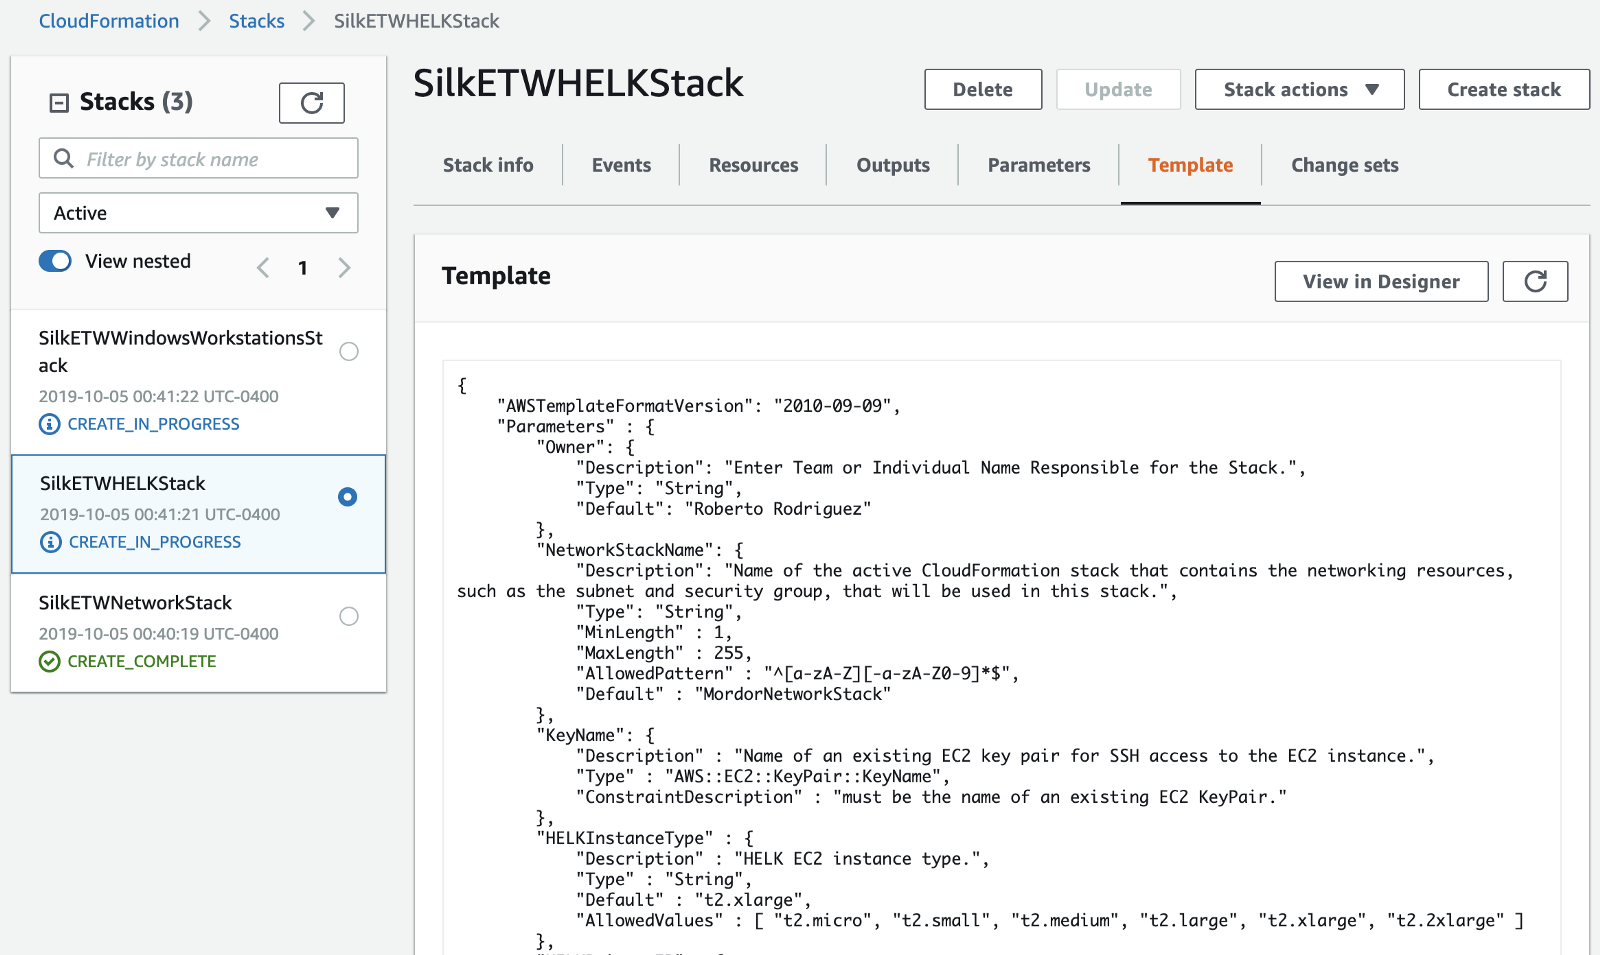 CloudFormation > Stacks > SilkETWHELKStack
Stacks (3)
Filter by stack name
Active
View nested
1
SilkETWWindowsWorkstationsSt
ack
2019-10-05 00:41:22 UTC-0400
CREATE_IN_PROGRESS
SilkETWHELKStack
2019-10-05 00:41:21 UTC-0400
CREATE_IN_PROGRESS
SilkETWNetworkStack
2019-10-05 00:40:19 UTC-0400
CREATE_COMPLETE
SilkETWHELKStack
Delete
Update
Stack actions
Create stack
Stack info
Events
Resources
Outputs
Parameters
Template
Change sets
Template
View in Designer
{
    "AWSTemplateFormatVersion": "2010-09-09",
    "Parameters" : {
        "Owner": {
            "Description": "Enter Team or Individual Name Responsible for the Stack.",
            "Type": "String",
            "Default": "Roberto Rodriguez"
        },
        "NetworkStackName": {
            "Description": "Name of the active CloudFormation stack that contains the networking resources,
such as the subnet and security group, that will be used in this stack.",
            "Type": "String",
            "MinLength" : 1,
            "MaxLength" : 255,
            "AllowedPattern" : "^[a-zA-Z][-a-zA-Z0-9]*$",
            "Default" : "MordorNetworkStack"
        },
        "KeyName": {
            "Description" : "Name of an existing EC2 key pair for SSH access to the EC2 instance.",
            "Type" : "AWS::EC2::KeyPair::KeyName",
            "ConstraintDescription" : "must be the name of an existing EC2 KeyPair."
        },
        "HELKInstanceType" : {
            "Description" : "HELK EC2 instance type.",
            "Type" : "String",
            "Default" : "t2.xlarge",
            "AllowedValues" : [ "t2.micro", "t2.small", "t2.medium", "t2.large", "t2.xlarge", "t2.2xlarge" ]
        },